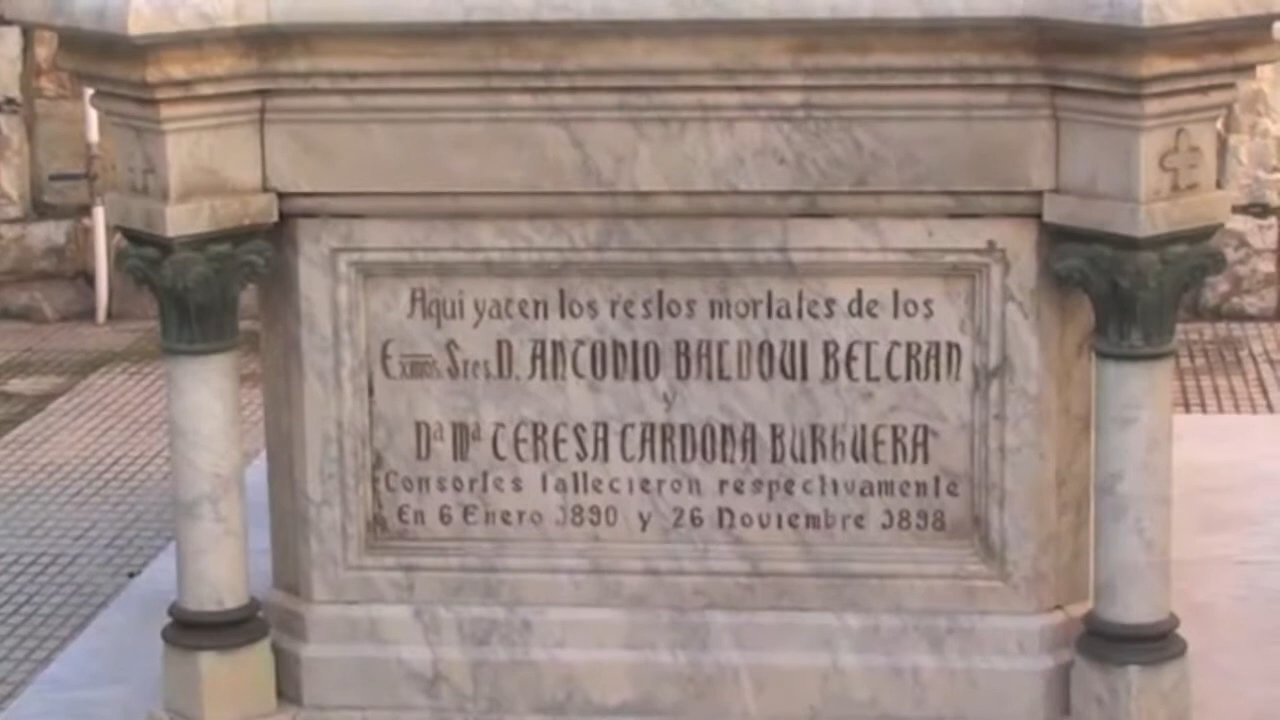 Aqui yacen los restos mortales de los
Exmos. Sres. D. ANTONIO BALDOVI BELTRAN
y
Dª Mª TERESA CARDONA BURGUERA
Consortes fallecieron respectivamente
En 6 Enero 1890 y 26 Noviembre 1898